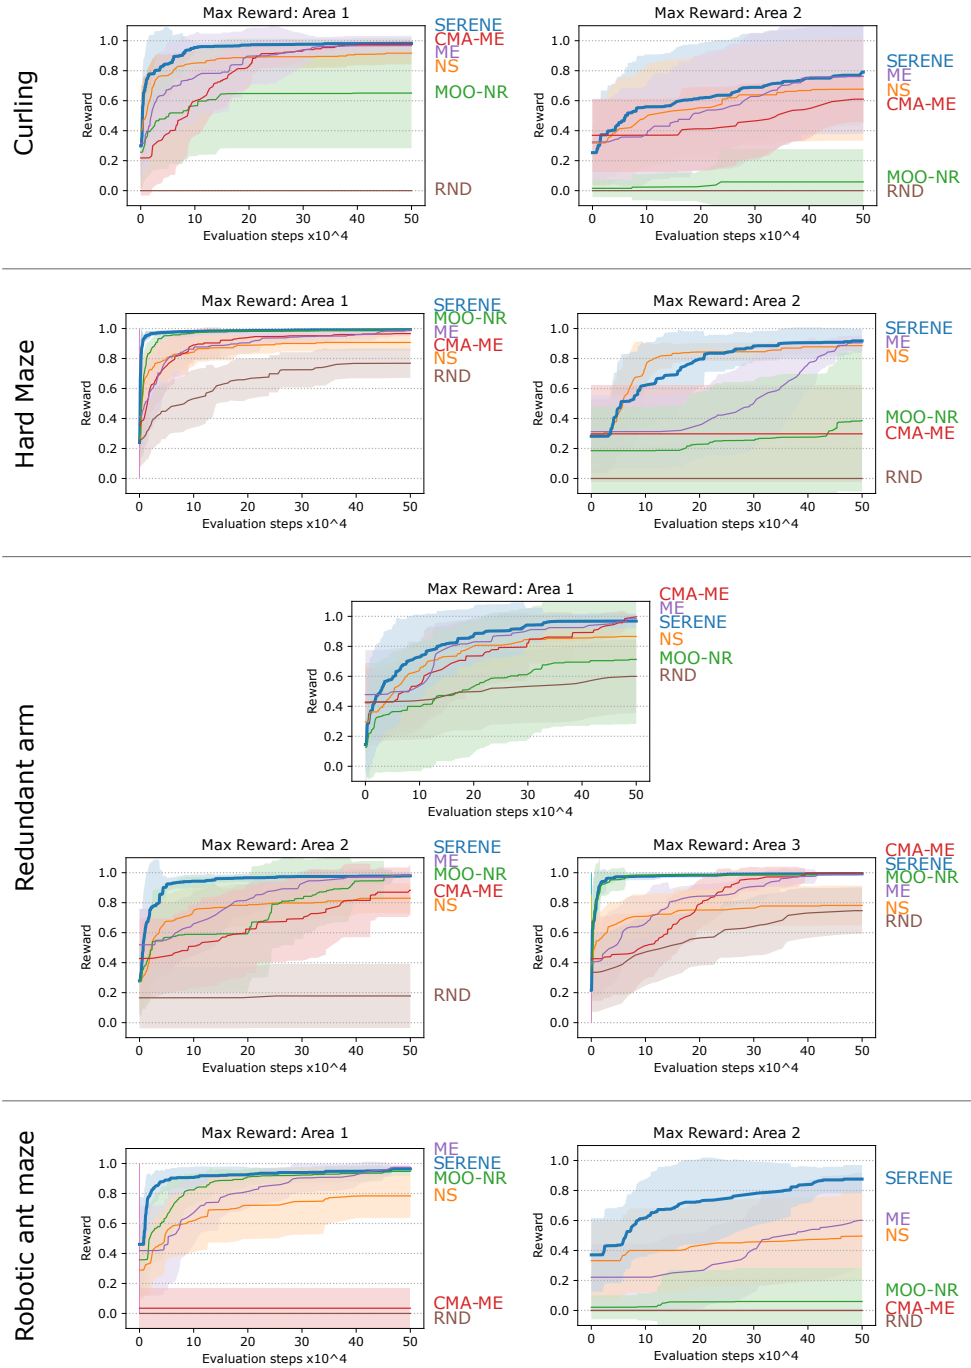 Curling
Max Reward: Area 1
Reward
1.0
0.8
0.6
0.4
0.2
0.0
0
10
20
30
40
50
Evaluation steps x10^4
SERENE
CMA-ME
ME
NS
MOO-NR
RND
Max Reward: Area 2
Reward
1.0
0.8
0.6
0.4
0.2
0.0
0
10
20
30
40
50
Evaluation steps x10^4
SERENE
ME
NS
CMA-ME
MOO-NR
RND
Hard Maze
Max Reward: Area 1
Reward
1.0
0.8
0.6
0.4
0.2
0.0
0
10
20
30
40
50
Evaluation steps x10^4
SERENE
MOO-NR
ME
CMA-ME
NS
RND
Max Reward: Area 2
Reward
1.0
0.8
0.6
0.4
0.2
0.0
0
10
20
30
40
50
Evaluation steps x10^4
SERENE
ME
NS
MOO-NR
CMA-ME
RND
Redundant arm
Max Reward: Area 1
Reward
1.0
0.8
0.6
0.4
0.2
0.0
0
10
20
30
40
50
Evaluation steps x10^4
CMA-ME
ME
SERENE
NS
MOO-NR
RND
Max Reward: Area 2
Reward
1.0
0.8
0.6
0.4
0.2
0.0
0
10
20
30
40
50
Evaluation steps x10^4
SERENE
ME
MOO-NR
CMA-ME
NS
RND
Max Reward: Area 3
Reward
1.0
0.8
0.6
0.4
0.2
0.0
0
10
20
30
40
50
Evaluation steps x10^4
CMA-ME
SERENE
MOO-NR
ME
NS
RND
Robotic ant maze
Max Reward: Area 1
Reward
1.0
0.8
0.6
0.4
0.2
0.0
0
10
20
30
40
50
Evaluation steps x10^4
ME
SERENE
MOO-NR
NS
CMA-ME
RND
Max Reward: Area 2
Reward
1.0
0.8
0.6
0.4
0.2
0.0
0
10
20
30
40
50
Evaluation steps x10^4
SERENE
ME
NS
MOO-NR
CMA-ME
RND